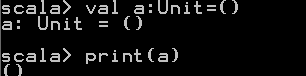 scala> val a:Unit=()
a: Unit = ()
scala> print(a)
()